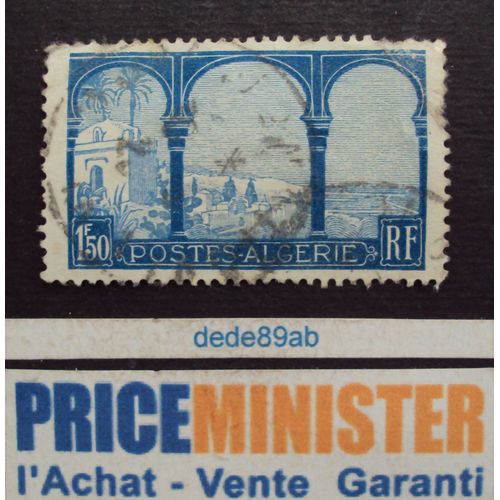 1F50 POSTES-ALGERIE RF
dede89ab
PRICEMINISTER
l'Achat - Vente Garanti